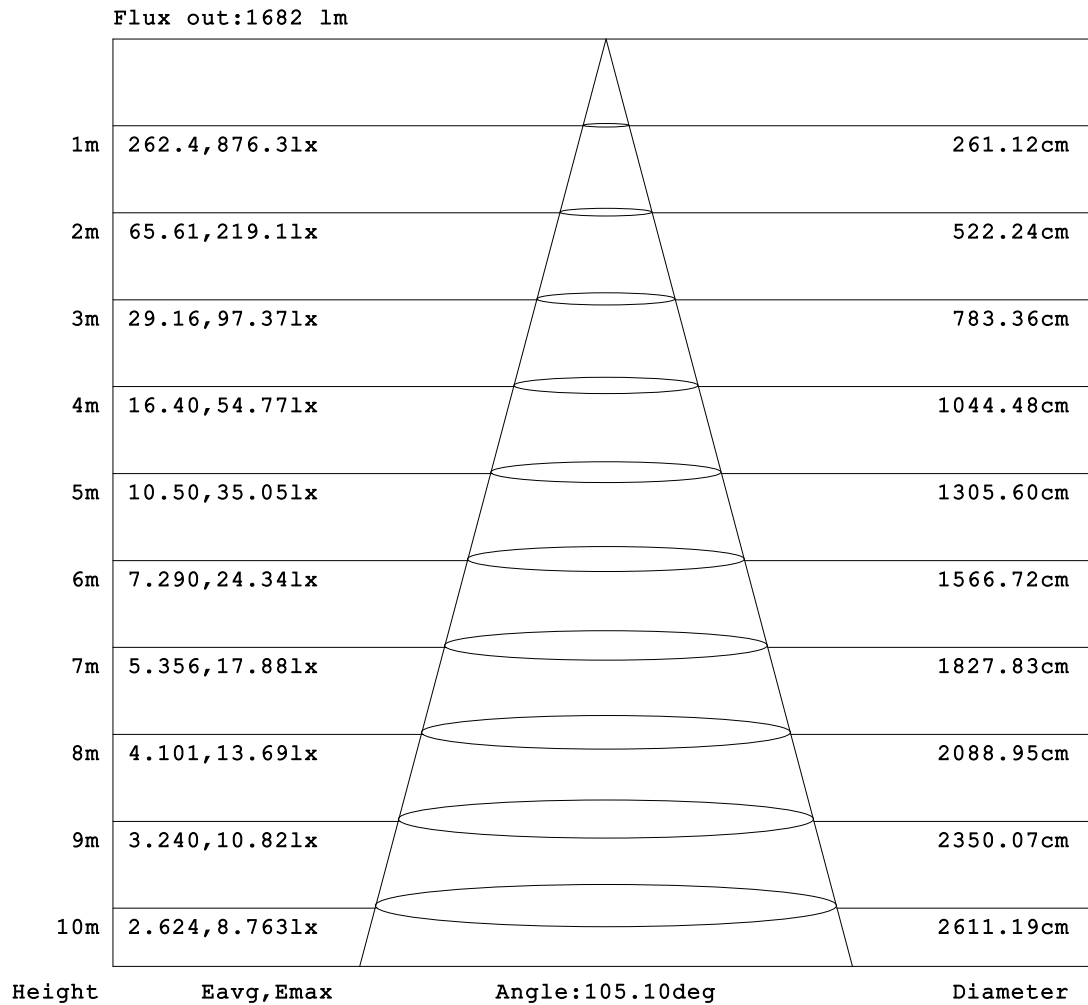 Flux out:1682 lm
1m 262.4,876.3lx 261.12cm
2m 65.61,219.1lx 522.24cm
3m 29.16,97.37lx 783.36cm
4m 16.40,54.77lx 1044.48cm
5m 10.50,35.05lx 1305.60cm
6m 7.290,24.34lx 1566.72cm
7m 5.356,17.88lx 1827.83cm
8m 4.101,13.69lx 2088.95cm
9m 3.240,10.82lx 2350.07cm
10m 2.624,8.763lx 2611.19cm
Height Eavg,Emax Angle:105.10deg Diameter